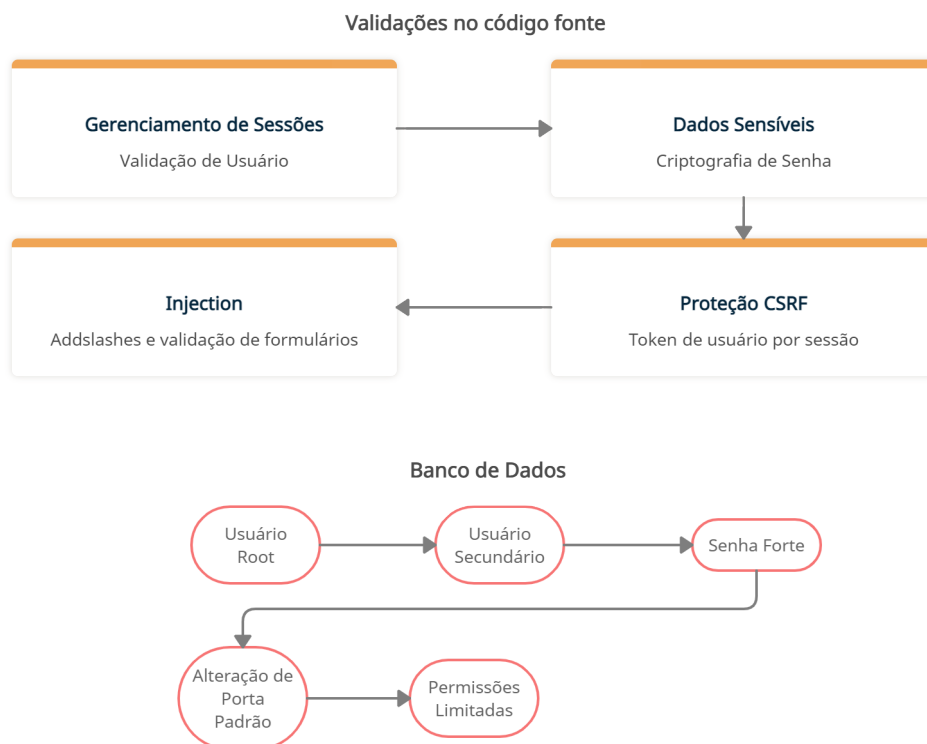 Validações no código fonte
Gerenciamento de Sessões
Validação de Usuário
Dados Sensíveis
Criptografia de Senha
Injection
Addslashes e validação de formulários
Proteção CSRF
Token de usuário por sessão
Banco de Dados
Usuário
Root
Usuário
Secundário
Senha Forte
Alteração de
Porta
Padrão
Permissões
Limitadas